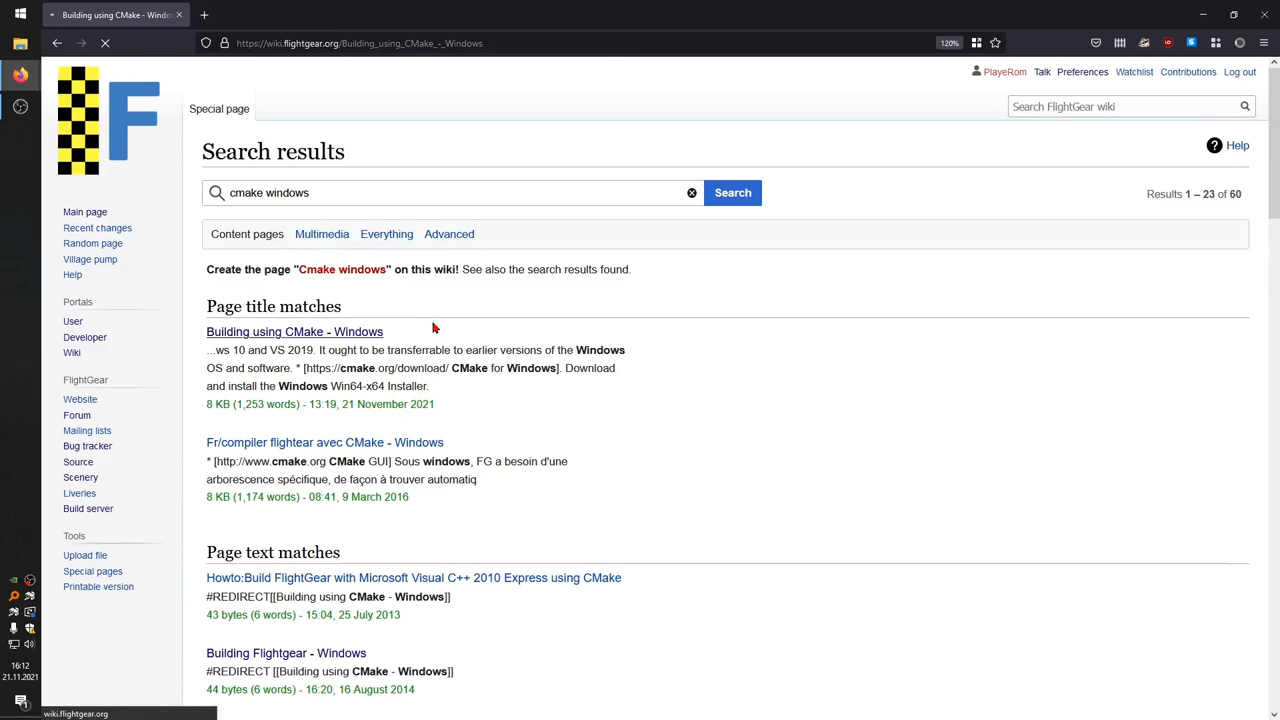 Building using CMake - Windo
https://wiki.flightgear.org/Building_using_CMake_-_Windows
120%
PlayeRom Talk Preferences Watchlist Contributions Log out
F
Special page
Search FlightGear wiki
Search results
Help
cmake windows
Search
Results 1 – 23 of 60
Content pages Multimedia Everything Advanced
Create the page "Cmake windows" on this wiki! See also the search results found.
Page title matches
Building using CMake - Windows
...ws 10 and VS 2019. It ought to be transferrable to earlier versions of the Windows
OS and software. * [https://cmake.org/download/ CMake for Windows]. Download
and install the Windows Win64-x64 Installer.
8 KB (1,253 words) - 13:19, 21 November 2021
Fr/compiler flightear avec CMake - Windows
* [http://www.cmake.org CMake GUI] Sous windows, FG a besoin d'une
arborescence spécifique, de façon à trouver automatiq
8 KB (1,174 words) - 08:41, 9 March 2016
Page text matches
Howto:Build FlightGear with Microsoft Visual C++ 2010 Express using CMake
#REDIRECT[[Building using CMake - Windows]]
43 bytes (6 words) - 15:04, 25 July 2013
Building Flightgear - Windows
#REDIRECT [[Building using CMake - Windows]]
44 bytes (6 words) - 16:20, 16 August 2014
Main page
Recent changes
Random page
Village pump
Help
Portals
User
Developer
Wiki
FlightGear
Website
Forum
Mailing lists
Bug tracker
Source
Scenery
Liveries
Build server
Tools
Upload file
Special pages
Printable version
16:12
21.11.2021
1
wiki.flightgear.org